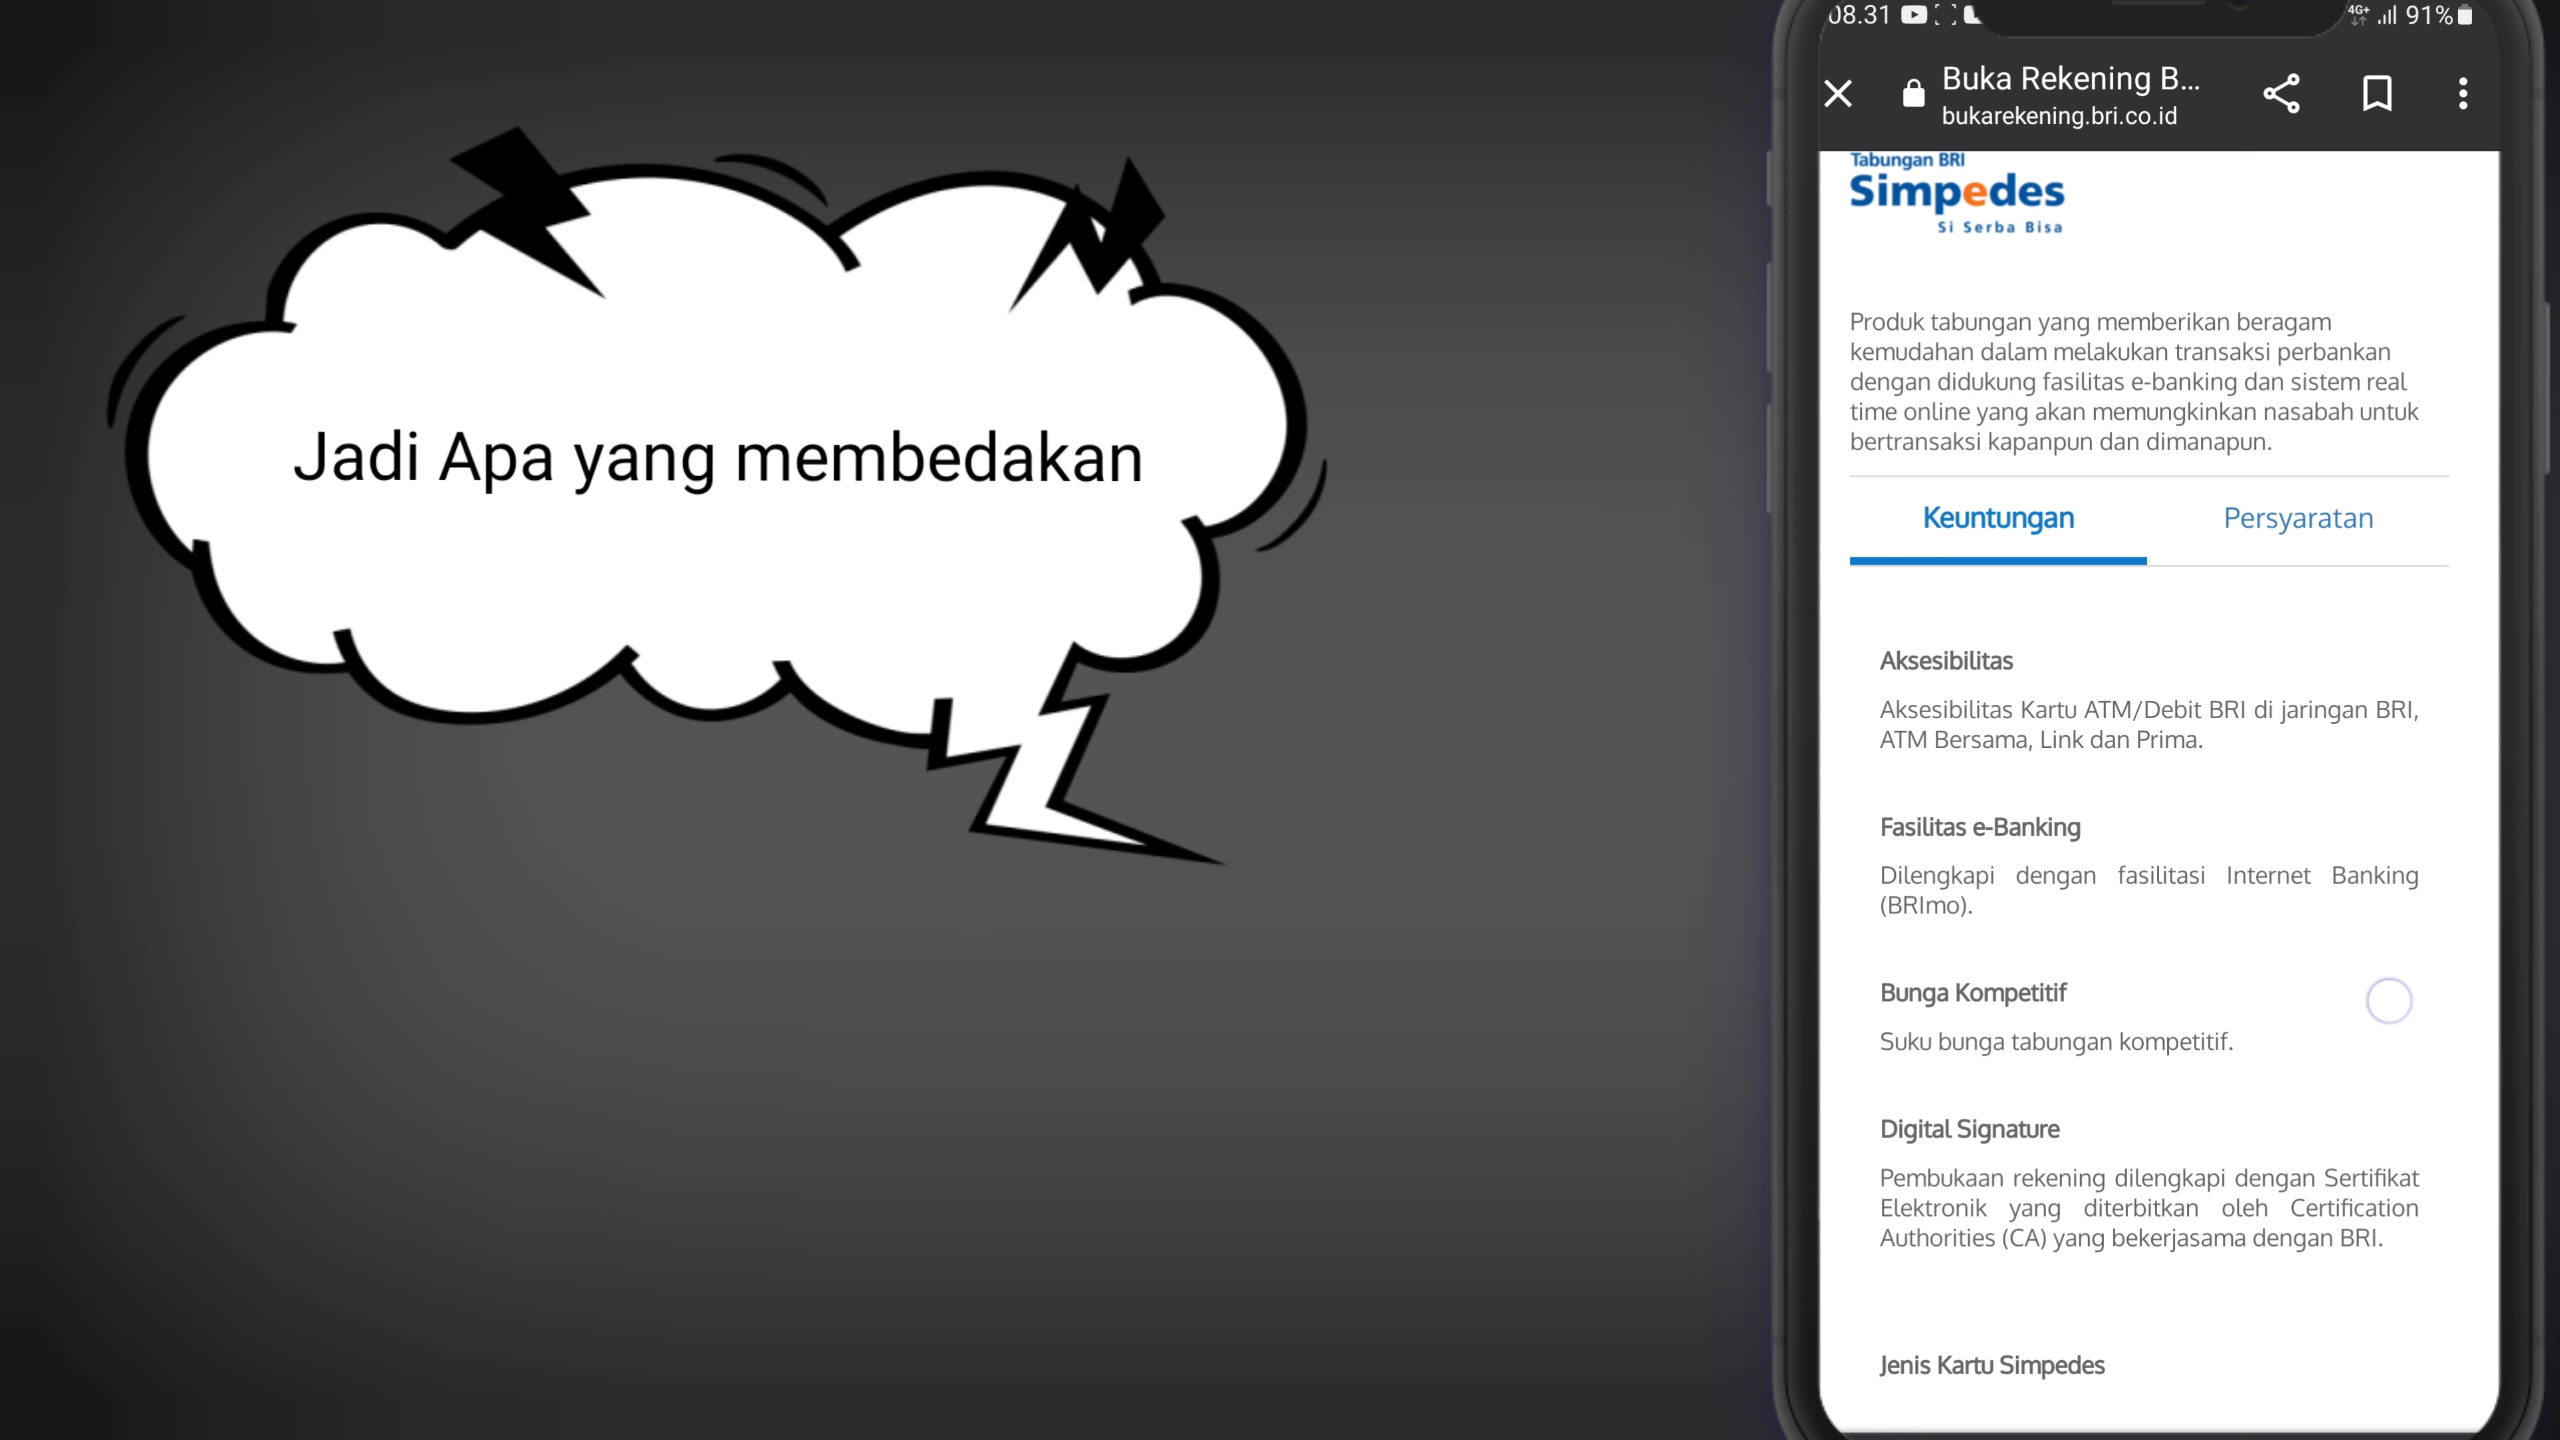 Jadi Apa yang membedakan
08.31
4G+
91%
Buka Rekening B...
bukarekening.bri.co.id
Tabungan BRI
Simpedes
Si Serba Bisa
Produk tabungan yang memberikan beragam
kemudahan dalam melakukan transaksi perbankan
dengan didukung fasilitas e-banking dan sistem real
time online yang akan memungkinkan nasabah untuk
bertransaksi kapanpun dan dimanapun.
Keuntungan
Persyaratan
Aksesibilitas
Aksesibilitas Kartu ATM/Debit BRI di jaringan BRI,
ATM Bersama, Link dan Prima.
Fasilitas e-Banking
Dilengkapi dengan fasilitasi Internet Banking
(BRImo).
Bunga Kompetitif
Suku bunga tabungan kompetitif.
Digital Signature
Pembukaan rekening dilengkapi dengan Sertifikat
Elektronik yang diterbitkan oleh Certification
Authorities (CA) yang bekerjasama dengan BRI.
Jenis Kartu Simpedes